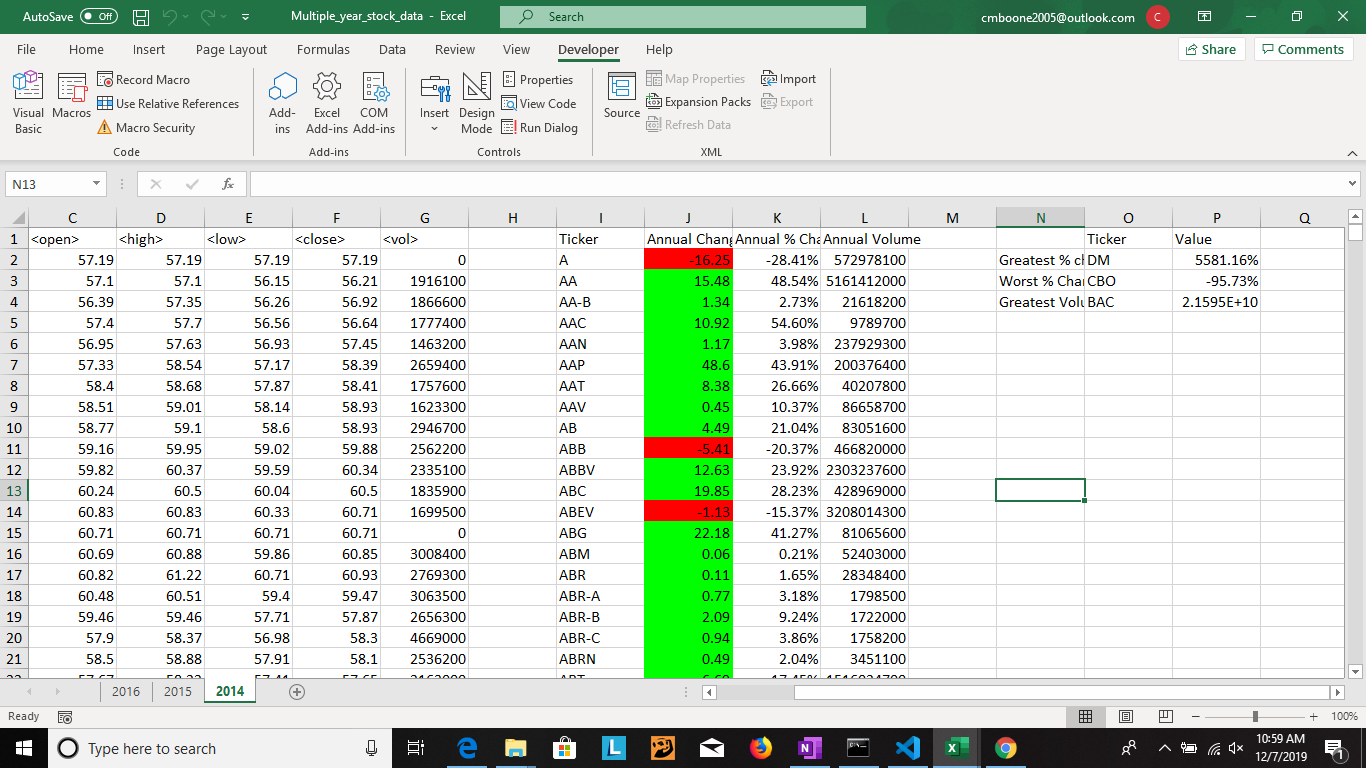 AutoSave Off Multiple_year_stock_data - Excel Search cmboone2005@outlook.com C
File Home Insert Page Layout Formulas Data Review View Developer Help Share Comments
Visual Basic Macros Record Macro Use Relative References Macro Security
Add-ins Excel Add-ins COM Add-ins
Insert Design Mode Properties View Code Run Dialog
Source Map Properties Expansion Packs Refresh Data Import Export
Code Add-ins Controls XML
N13 fx
C D E F G H I J K L M N O P Q
1 <open> <high> <low> <close> <vol> Ticker Annual Chang Annual % Cha Annual Volume Ticker Value
2 57.19 57.19 57.19 57.19 0 A -16.25 -28.41% 572978100 Greatest % ch DM 5581.16%
3 57.1 57.1 56.15 56.21 1916100 AA 15.48 48.54% 5161412000 Worst % Chan CBO -95.73%
4 56.39 57.35 56.26 56.92 1866600 AA-B 1.34 2.73% 21618200 Greatest Volu BAC 2.1595E+10
5 57.4 57.7 56.56 56.64 1777400 AAC 10.92 54.60% 9789700
6 56.95 57.63 56.93 57.45 1463200 AAN 1.17 3.98% 237929300
7 57.33 58.54 57.17 58.39 2659400 AAP 48.6 43.91% 200376400
8 58.4 58.68 57.87 58.41 1757600 AAT 8.38 26.66% 40207800
9 58.51 59.01 58.14 58.93 1623300 AAV 0.45 10.37% 86658700
10 58.77 59.1 58.6 58.93 2946700 AB 4.49 21.04% 83051600
11 59.16 59.95 59.02 59.88 2562200 ABB -5.41 -20.37% 466820000
12 59.82 60.37 59.59 60.34 2335100 ABBV 12.63 23.92% 2303237600
13 60.24 60.5 60.04 60.5 1835900 ABC 19.85 28.23% 428969000
14 60.83 60.83 60.33 60.71 1699500 ABEV -1.13 -15.37% 3208014300
15 60.71 60.71 60.71 60.71 0 ABG 22.18 41.27% 81065600
16 60.69 60.88 59.86 60.85 3008400 ABM 0.06 0.21% 52403000
17 60.82 61.22 60.71 60.93 2769300 ABR 0.11 1.65% 28348400
18 60.48 60.51 59.4 59.47 3063500 ABR-A 0.77 3.18% 1798500
19 59.46 59.46 57.71 57.87 2656300 ABR-B 2.09 9.24% 1722000
20 57.9 58.37 56.98 58.3 4669000 ABR-C 0.94 3.86% 1758200
21 58.5 58.88 57.91 58.1 2536200 ABRN 0.49 2.04% 3451100
2016 2015 2014
Ready 100%
Type here to search L N 10:59 AM
12/7/2019 1